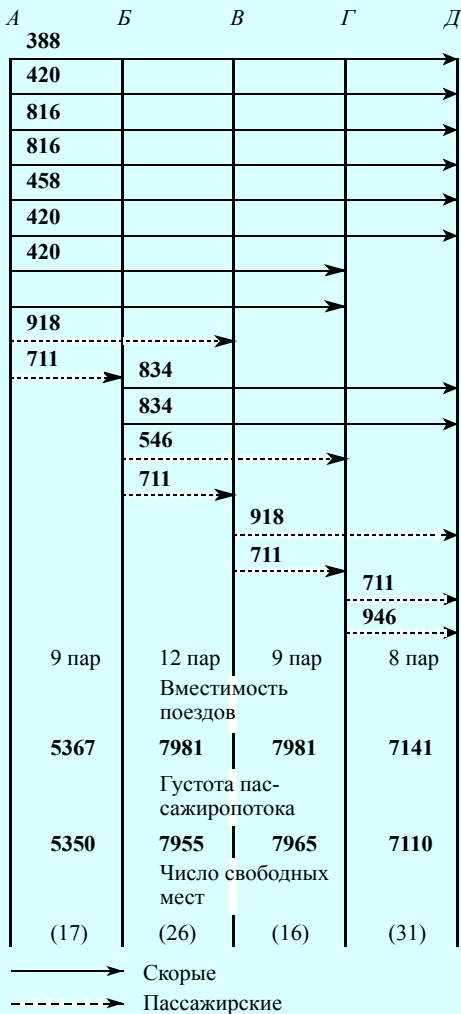 А Б В Г Д
388
420
816
816
458
420
420
918
711
834
834
546
711
918
711
711
946
9 пар 12 пар 9 пар 8 пар
Вместимость
поездов
5367 7981 7981 7141
Густота пас-
сажиропотока
5350 7955 7965 7110
Число свободных
мест
(17) (26) (16) (31)
Скорые
Пассажирские